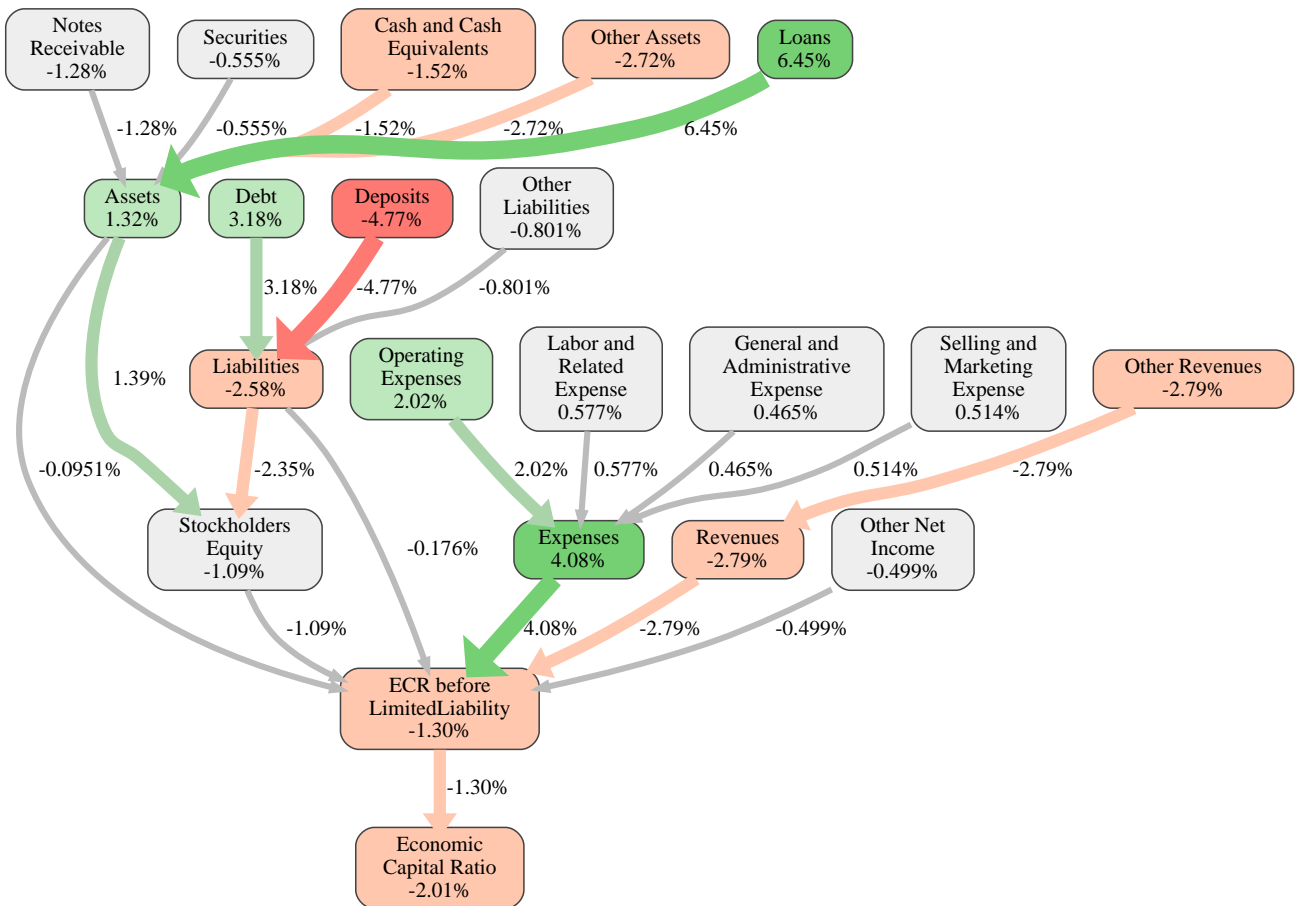 Notes
Receivable
-1.28%
Securities
-0.555%
Cash and Cash
Equivalents
-1.52%
Other Assets
-2.72%
Loans
6.45%
-1.28%
-0.555%
-1.52%
-2.72%
6.45%
Assets
1.32%
Debt
3.18%
Deposits
-4.77%
Other
Liabilities
-0.801%
3.18%
-4.77%
-0.801%
Liabilities
-2.58%
Operating
Expenses
2.02%
Labor and
Related
Expense
0.577%
General and
Administrative
Expense
0.465%
Selling and
Marketing
Expense
0.514%
Other Revenues
-2.79%
1.39%
-0.0951%
-2.35%
2.02%
0.577%
0.465%
0.514%
-2.79%
Stockholders
Equity
-1.09%
-0.176%
Expenses
4.08%
Revenues
-2.79%
Other Net
Income
-0.499%
-1.09%
4.08%
-2.79%
-0.499%
ECR before
LimitedLiability
-1.30%
-1.30%
Economic
Capital Ratio
-2.01%